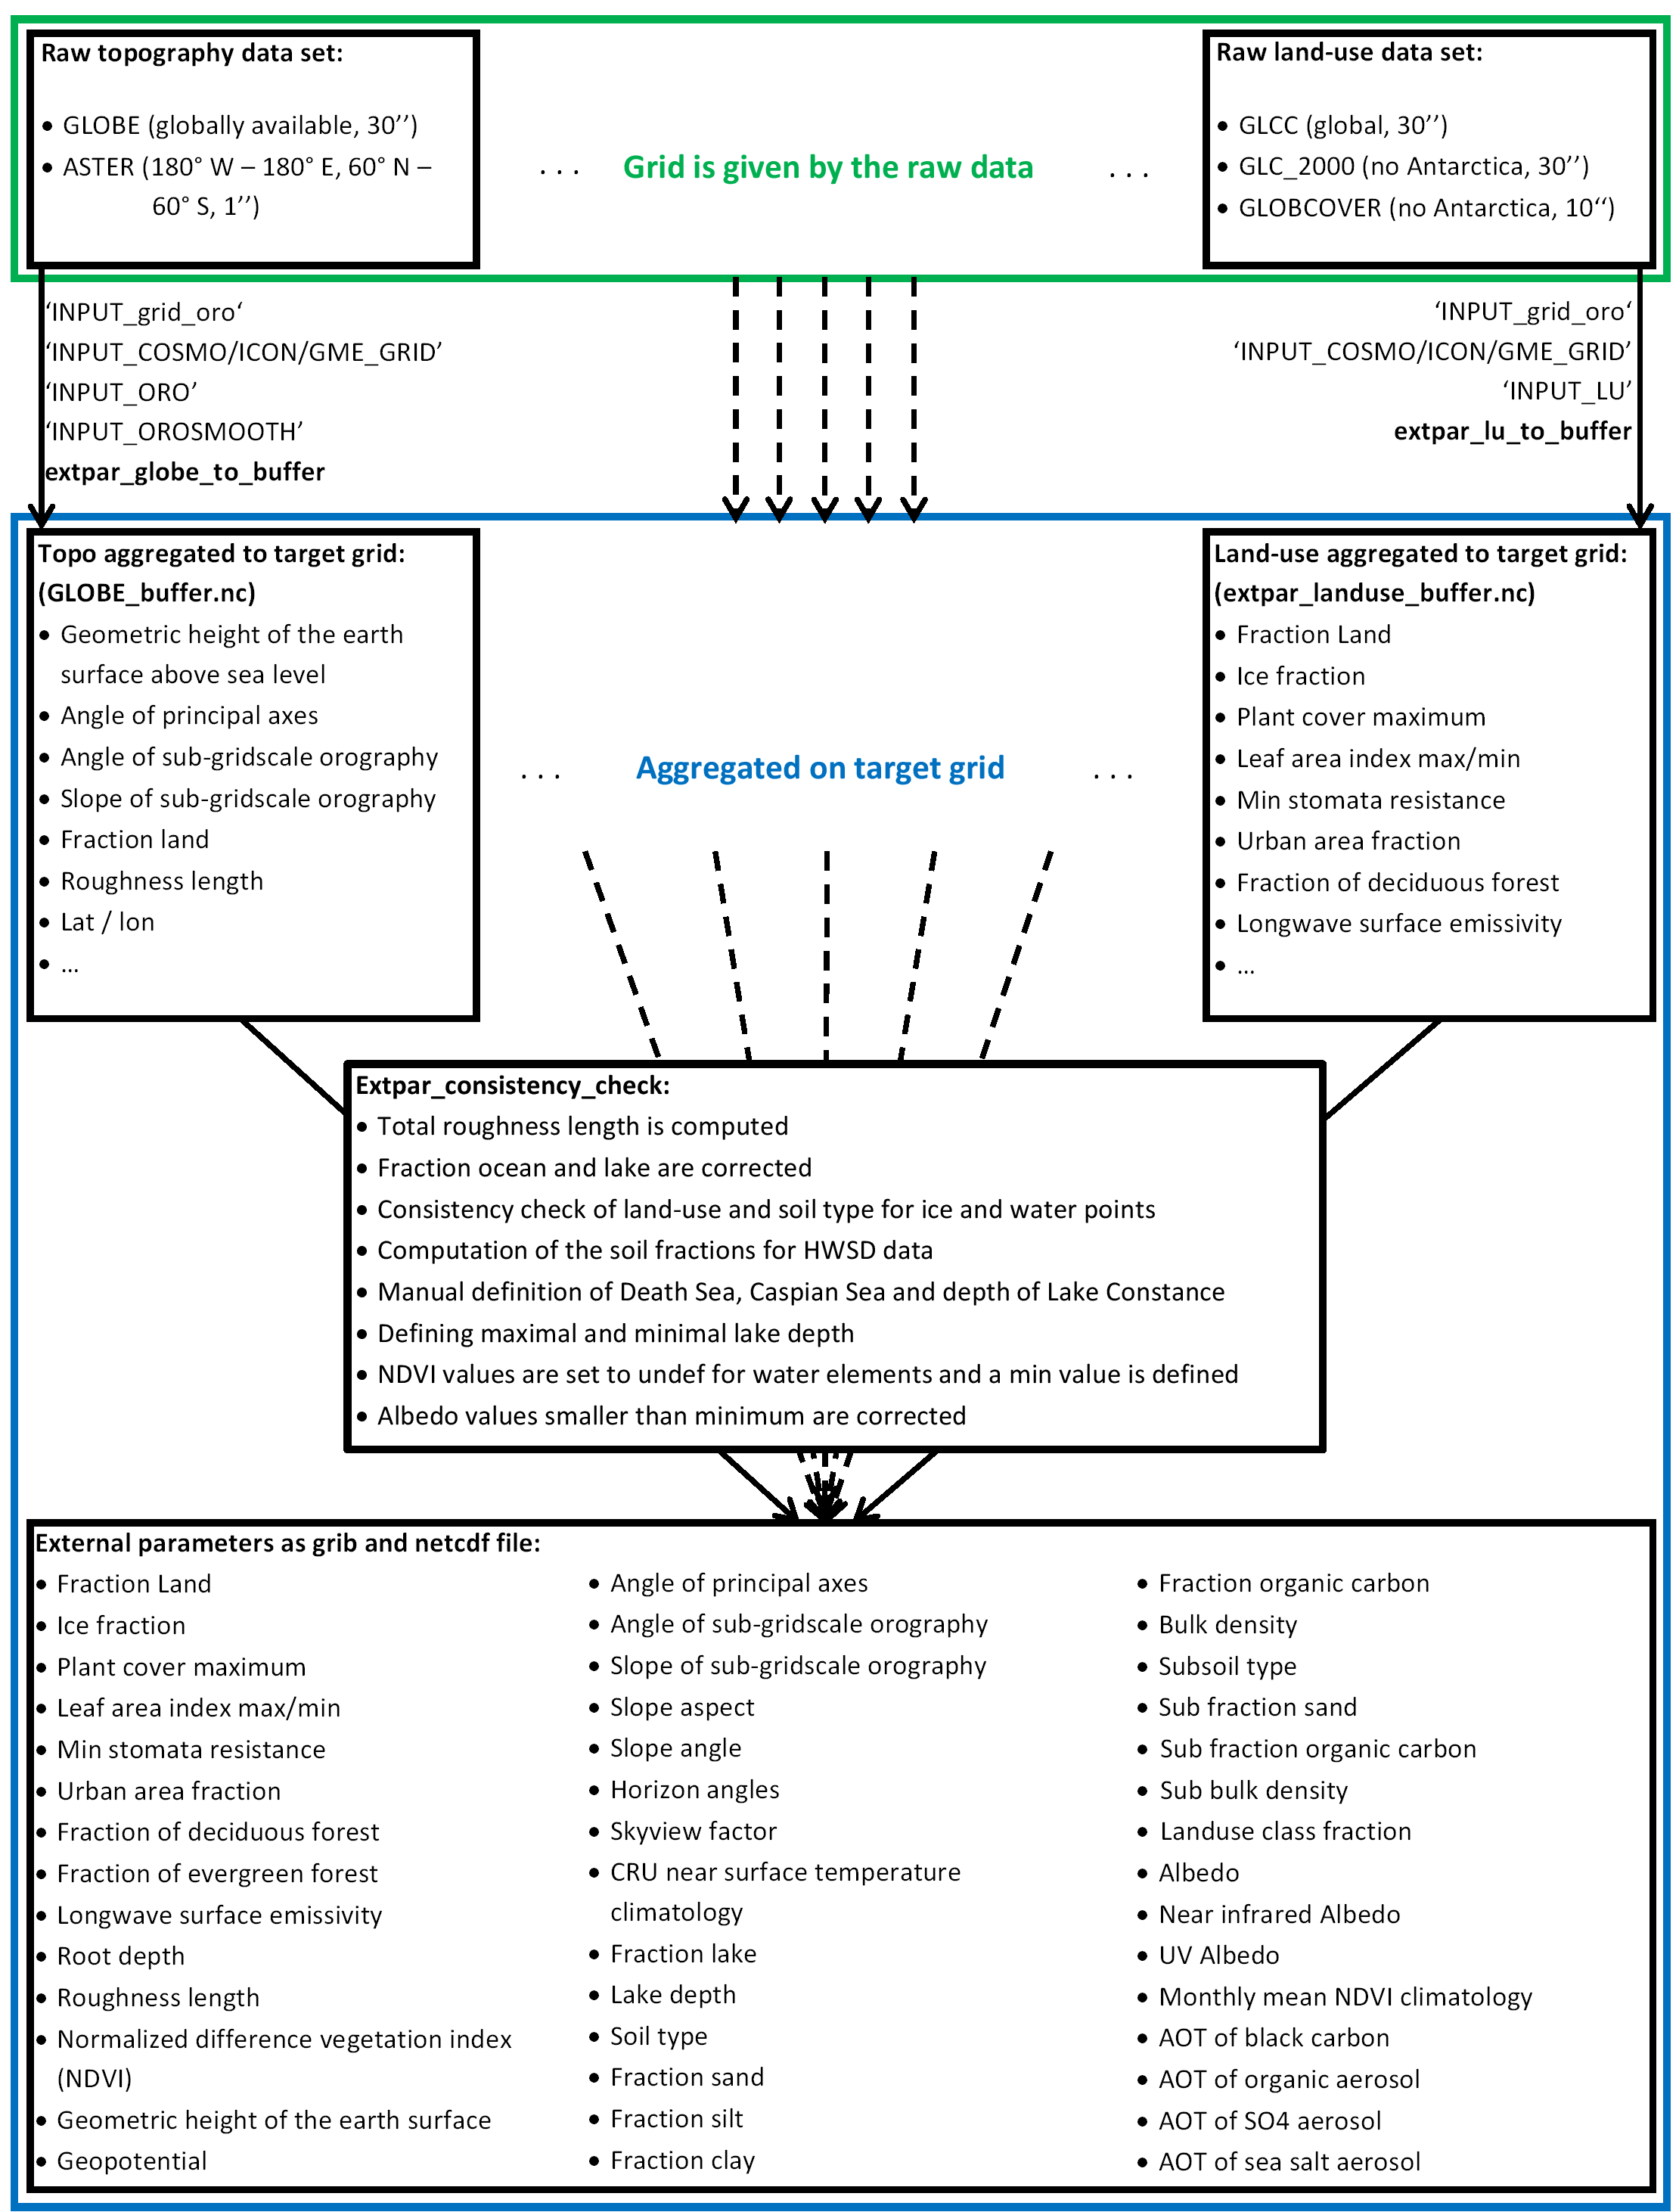 Raw topography data set:
• GLOBE (globally available, 30’’)
• ASTER (180° W – 180° E, 60° N –
60° S, 1’’)
. . . Grid is given by the raw data . . .
Raw land-use data set:
• GLCC (global, 30’’)
• GLC_2000 (no Antarctica, 30’’)
• GLOBCOVER (no Antarctica, 10‘‘)
‘INPUT_grid_oro‘
‘INPUT_COSMO/ICON/GME_GRID’
‘INPUT_ORO’
‘INPUT_OROSMOOTH’
extpar_globe_to_buffer
‘INPUT_grid_oro‘
‘INPUT_COSMO/ICON/GME_GRID’
‘INPUT_LU’
extpar_lu_to_buffer
Topo aggregated to target grid:
(GLOBE_buffer.nc)
• Geometric height of the earth
surface above sea level
• Angle of principal axes
• Angle of sub-gridscale orography
• Slope of sub-gridscale orography
• Fraction land
• Roughness length
• Lat / lon
• ...
. . . Aggregated on target grid . . .
Land-use aggregated to target grid:
(extpar_landuse_buffer.nc)
• Fraction Land
• Ice fraction
• Plant cover maximum
• Leaf area index max/min
• Min stomata resistance
• Urban area fraction
• Fraction of deciduous forest
• Longwave surface emissivity
• ...
Extpar_consistency_check:
• Total roughness length is computed
• Fraction ocean and lake are corrected
• Consistency check of land-use and soil type for ice and water points
• Computation of the soil fractions for HWSD data
• Manual definition of Death Sea, Caspian Sea and depth of Lake Constance
• Defining maximal and minimal lake depth
• NDVI values are set to undef for water elements and a min value is defined
• Albedo values smaller than minimum are corrected
External parameters as grib and netcdf file:
• Fraction Land
• Ice fraction
• Plant cover maximum
• Leaf area index max/min
• Min stomata resistance
• Urban area fraction
• Fraction of deciduous forest
• Fraction of evergreen forest
• Longwave surface emissivity
• Root depth
• Roughness length
• Normalized difference vegetation index
(NDVI)
• Geometric height of the earth surface
• Geopotential
• Angle of principal axes
• Angle of sub-gridscale orography
• Slope of sub-gridscale orography
• Slope aspect
• Slope angle
• Horizon angles
• Skyview factor
• CRU near surface temperature
climatology
• Fraction lake
• Lake depth
• Soil type
• Fraction sand
• Fraction silt
• Fraction clay
• Fraction organic carbon
• Bulk density
• Subsoil type
• Sub fraction sand
• Sub fraction organic carbon
• Sub bulk density
• Landuse class fraction
• Albedo
• Near infrared Albedo
• UV Albedo
• Monthly mean NDVI climatology
• AOT of black carbon
• AOT of organic aerosol
• AOT of SO4 aerosol
• AOT of sea salt aerosol